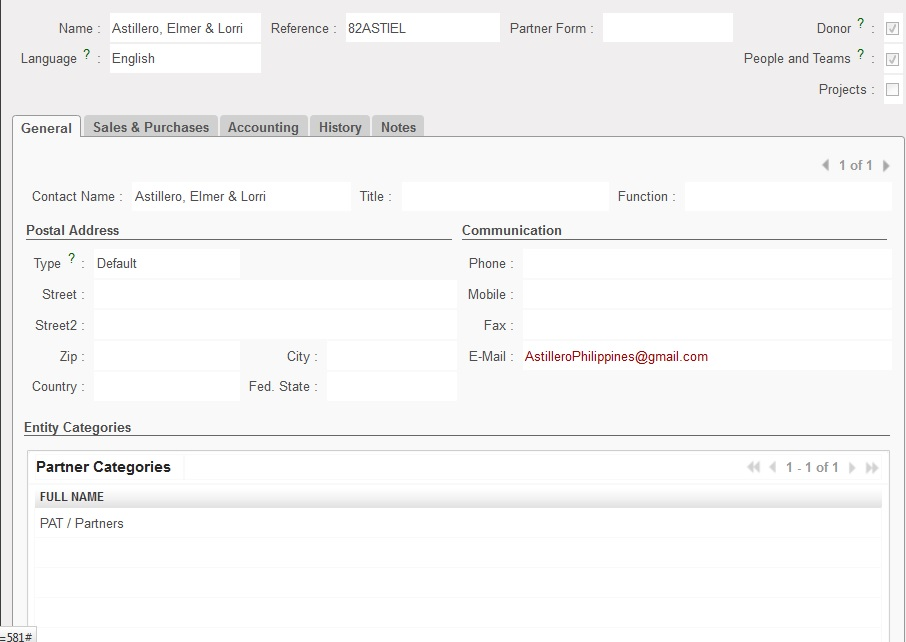 Name : Astillero, Elmer & Lorri Reference : 82ASTIEL Partner Form : Donor ? :
Language ? : English People and Teams ? :
Projects :
General Sales & Purchases Accounting History Notes
1 of 1
Contact Name : Astillero, Elmer & Lorri Title : Function :
Postal Address Communication
Type ? : Default Phone :
Street : Mobile :
Street2 : Fax :
Zip : City : E-Mail : AstilleroPhilippines@gmail.com
Country : Fed. State :
Entity Categories
Partner Categories 1 - 1 of 1
FULL NAME
PAT / Partners
=581#